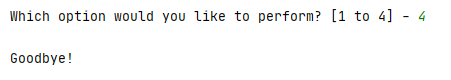 Which option would you like to perform? [1 to 4] - 4
Goodbye!